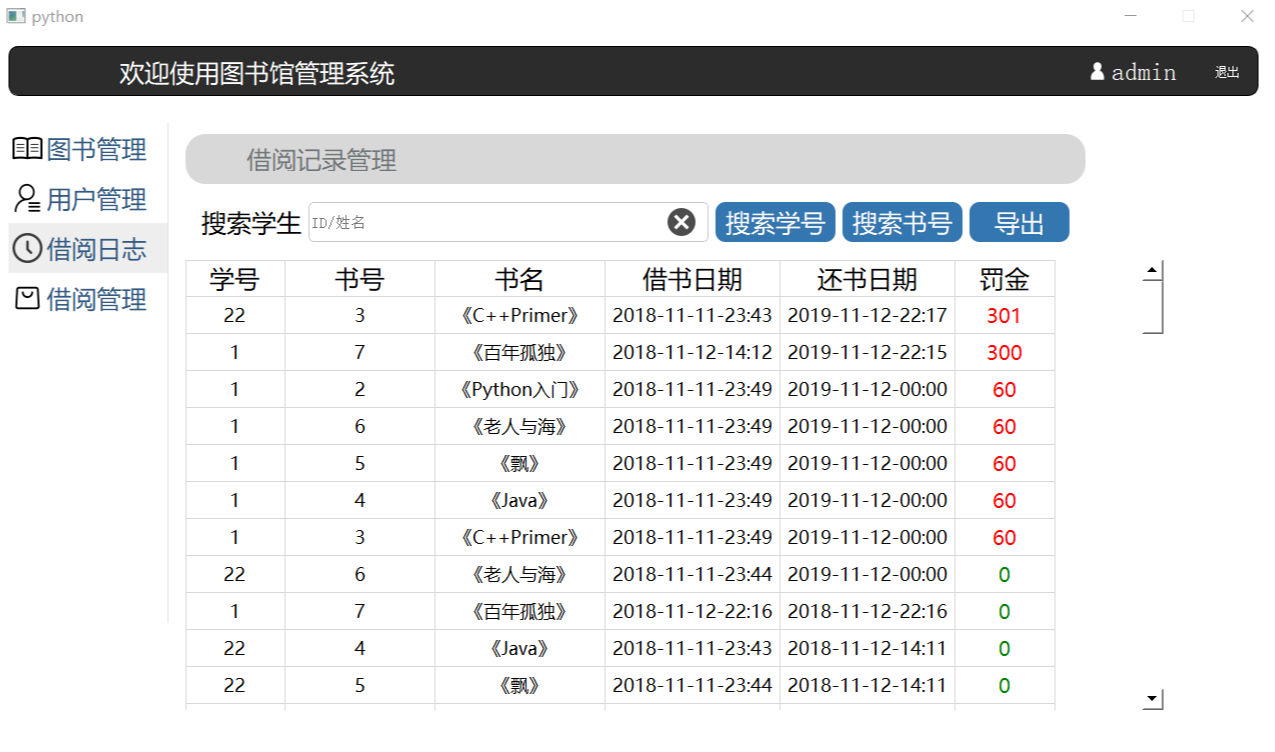 python
欢迎使用图书馆管理系统 admin 退出
图书管理
用户管理
借阅日志
借阅管理
借阅记录管理
搜索学生 ID/姓名 搜索学号 搜索书号 导出
学号 书号 书名 借书日期 还书日期 罚金
22 3 《C++Primer》 2018-11-11-23:43 2019-11-12-22:17 301
1 7 《百年孤独》 2018-11-12-14:12 2019-11-12-22:15 300
1 2 《Python入门》 2018-11-11-23:49 2019-11-12-00:00 60
1 6 《老人与海》 2018-11-11-23:49 2019-11-12-00:00 60
1 5 《飘》 2018-11-11-23:49 2019-11-12-00:00 60
1 4 《Java》 2018-11-11-23:49 2019-11-12-00:00 60
1 3 《C++Primer》 2018-11-11-23:49 2019-11-12-00:00 60
22 6 《老人与海》 2018-11-11-23:44 2019-11-12-00:00 0
1 7 《百年孤独》 2018-11-12-22:16 2018-11-12-22:16 0
22 4 《Java》 2018-11-11-23:43 2018-11-12-14:11 0
22 5 《飘》 2018-11-11-23:44 2018-11-12-14:11 0